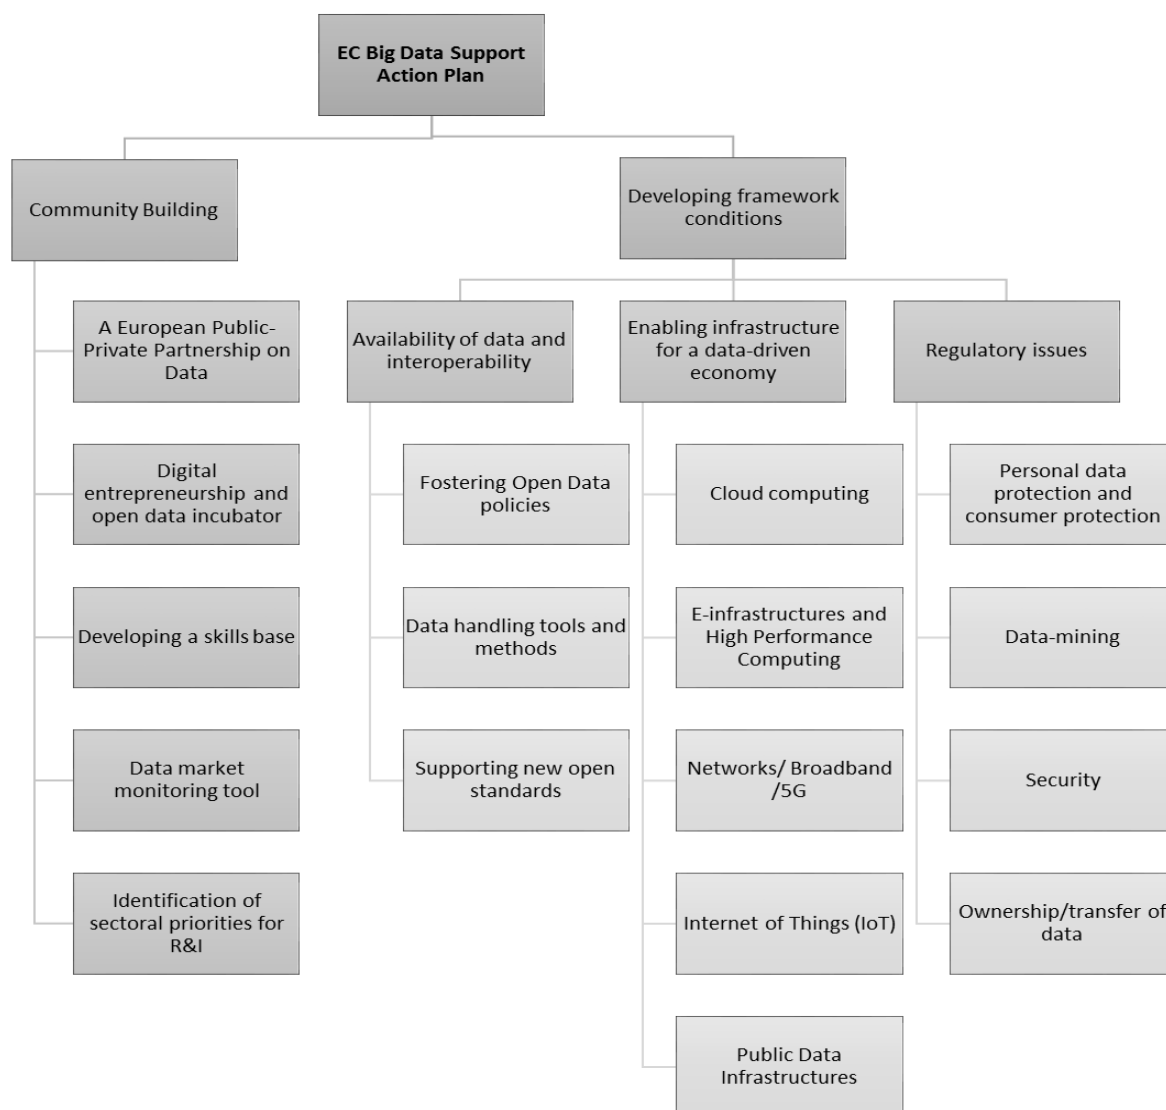 EC Big Data Support
Action Plan
Community Building
Developing framework
conditions
A European Public-
Private Partnership on
Data
Digital
entrepreneurship and
open data incubator
Developing a skills base
Data market
monitoring tool
Identification of
sectoral priorities for
R&I
Availability of data and
interoperability
Fostering Open Data
policies
Data handling tools and
methods
Supporting new open
standards
Enabling infrastructure
for a data-driven
economy
Cloud computing
E-infrastructures and
High Performance
Computing
Networks/ Broadband
/5G
Internet of Things (IoT)
Public Data
Infrastructures
Regulatory issues
Personal data
protection and
consumer protection
Data-mining
Security
Ownership/transfer of
data